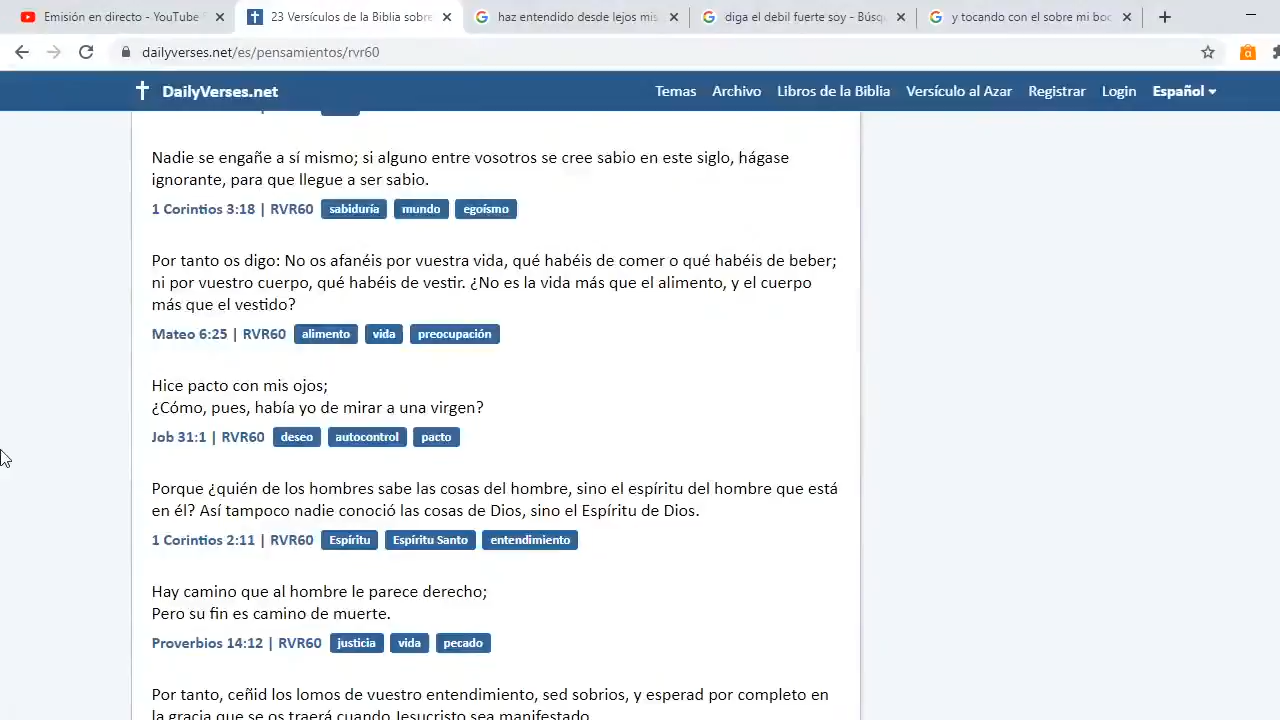 Emisión en directo - YouTube
23 Versículos de la Biblia sobre
haz entendido desde lejos mis
diga el debil fuerte soy - Búsqu
y tocando con el sobre mi boc
dailyverses.net/es/pensamientos/rvr60
DailyVerses.net
Temas Archivo Libros de la Biblia Versículo al Azar Registrar Login Español
Nadie se engañe a sí mismo; si alguno entre vosotros se cree sabio en este siglo, hágase
ignorante, para que llegue a ser sabio.
1 Corintios 3:18 | RVR60 sabiduría mundo egoísmo
Por tanto os digo: No os afanéis por vuestra vida, qué habéis de comer o qué habéis de beber;
ni por vuestro cuerpo, qué habéis de vestir. ¿No es la vida más que el alimento, y el cuerpo
más que el vestido?
Mateo 6:25 | RVR60 alimento vida preocupación
Hice pacto con mis ojos;
¿Cómo, pues, había yo de mirar a una virgen?
Job 31:1 | RVR60 deseo autocontrol pacto
Porque ¿quién de los hombres sabe las cosas del hombre, sino el espíritu del hombre que está
en él? Así tampoco nadie conoció las cosas de Dios, sino el Espíritu de Dios.
1 Corintios 2:11 | RVR60 Espíritu Espíritu Santo entendimiento
Hay camino que al hombre le parece derecho;
Pero su fin es camino de muerte.
Proverbios 14:12 | RVR60 justicia vida pecado
Por tanto, ceñid los lomos de vuestro entendimiento, sed sobrios, y esperad por completo en
la gracia que se os traerá cuando Jesucristo sea manifestado